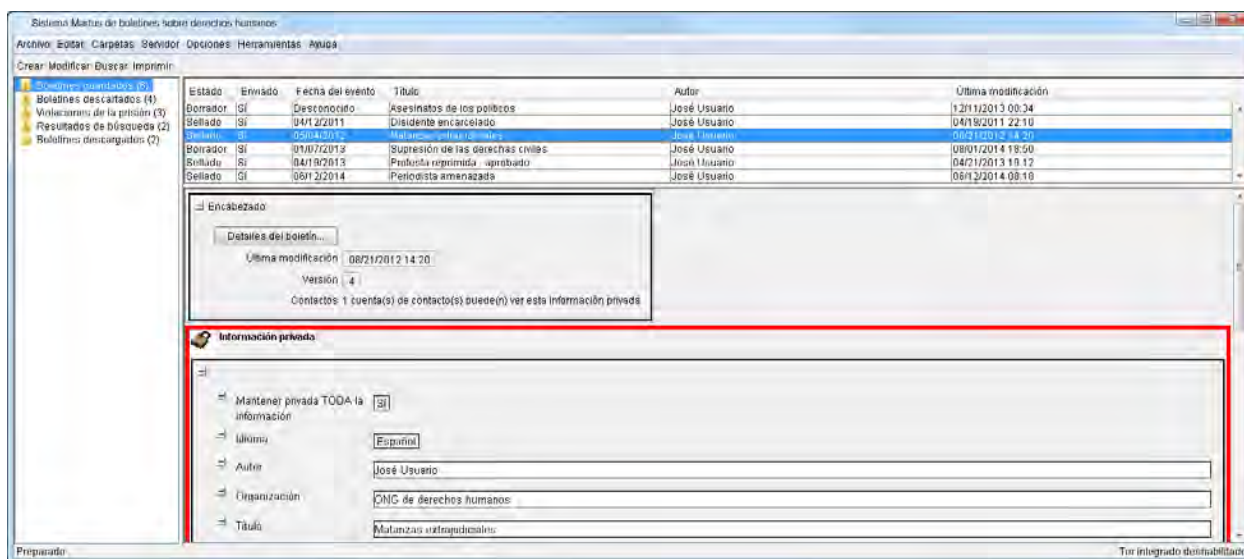 Sistema Martus de boletines sobre derechos humanos
Archivo Editar Carpetas Servidor Opciones Herramientas Ayuda
Crear Modificar Buscar Imprimir
Boletines guardados (6)
Boletines descartados (4)
Violaciones de la prisión (3)
Resultados de búsqueda (2)
Boletines descargados (2)
Estado Enviado Fecha del evento Título Autor Última modificación
Borrador Sí Desconocido Asesinatos de los políticos José Usuario 12/11/2013 00:34
Sellado Sí 04/12/2011 Disidente encarcelado José Usuario 04/19/2011 22:10
Sellado Sí 05/04/2012 Matanzas extrajudiciales José Usuario 08/21/2012 14:20
Borrador Sí 01/07/2013 Supresión de las derechas civiles José Usuario 08/01/2014 18:50
Sellado Sí 04/19/2013 Protesta reprimida - aprobado José Usuario 04/21/2013 19:12
Sellado Sí 06/12/2014 Periodista amenazada José Usuario 06/12/2014 08:18
Encabezado
Detalles del boletín...
Última modificación 08/21/2012 14:20
Versión 4
Contactos 1 cuenta(s) de contacto(s) puede(n) ver esta información privada
Información privada
Mantener privada TODA la información Sí
Idioma Español
Autor José Usuario
Organización ONG de derechos humanos
Título Matanzas extrajudiciales
Preparado
Tor integrado deshabilitado